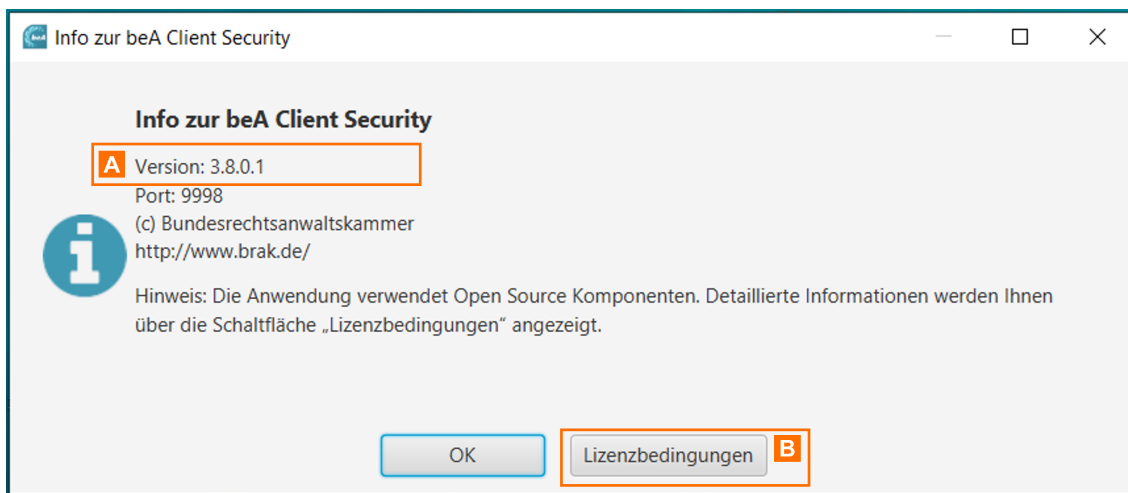 Info zur beA Client Security
Info zur beA Client Security
A Version: 3.8.0.1
Port: 9998
(c) Bundesrechtsanwaltskammer
http://www.brak.de/
Hinweis: Die Anwendung verwendet Open Source Komponenten. Detaillierte Informationen werden Ihnen
über die Schaltfläche „Lizenzbedingungen“ angezeigt.
OK Lizenzbedingungen B